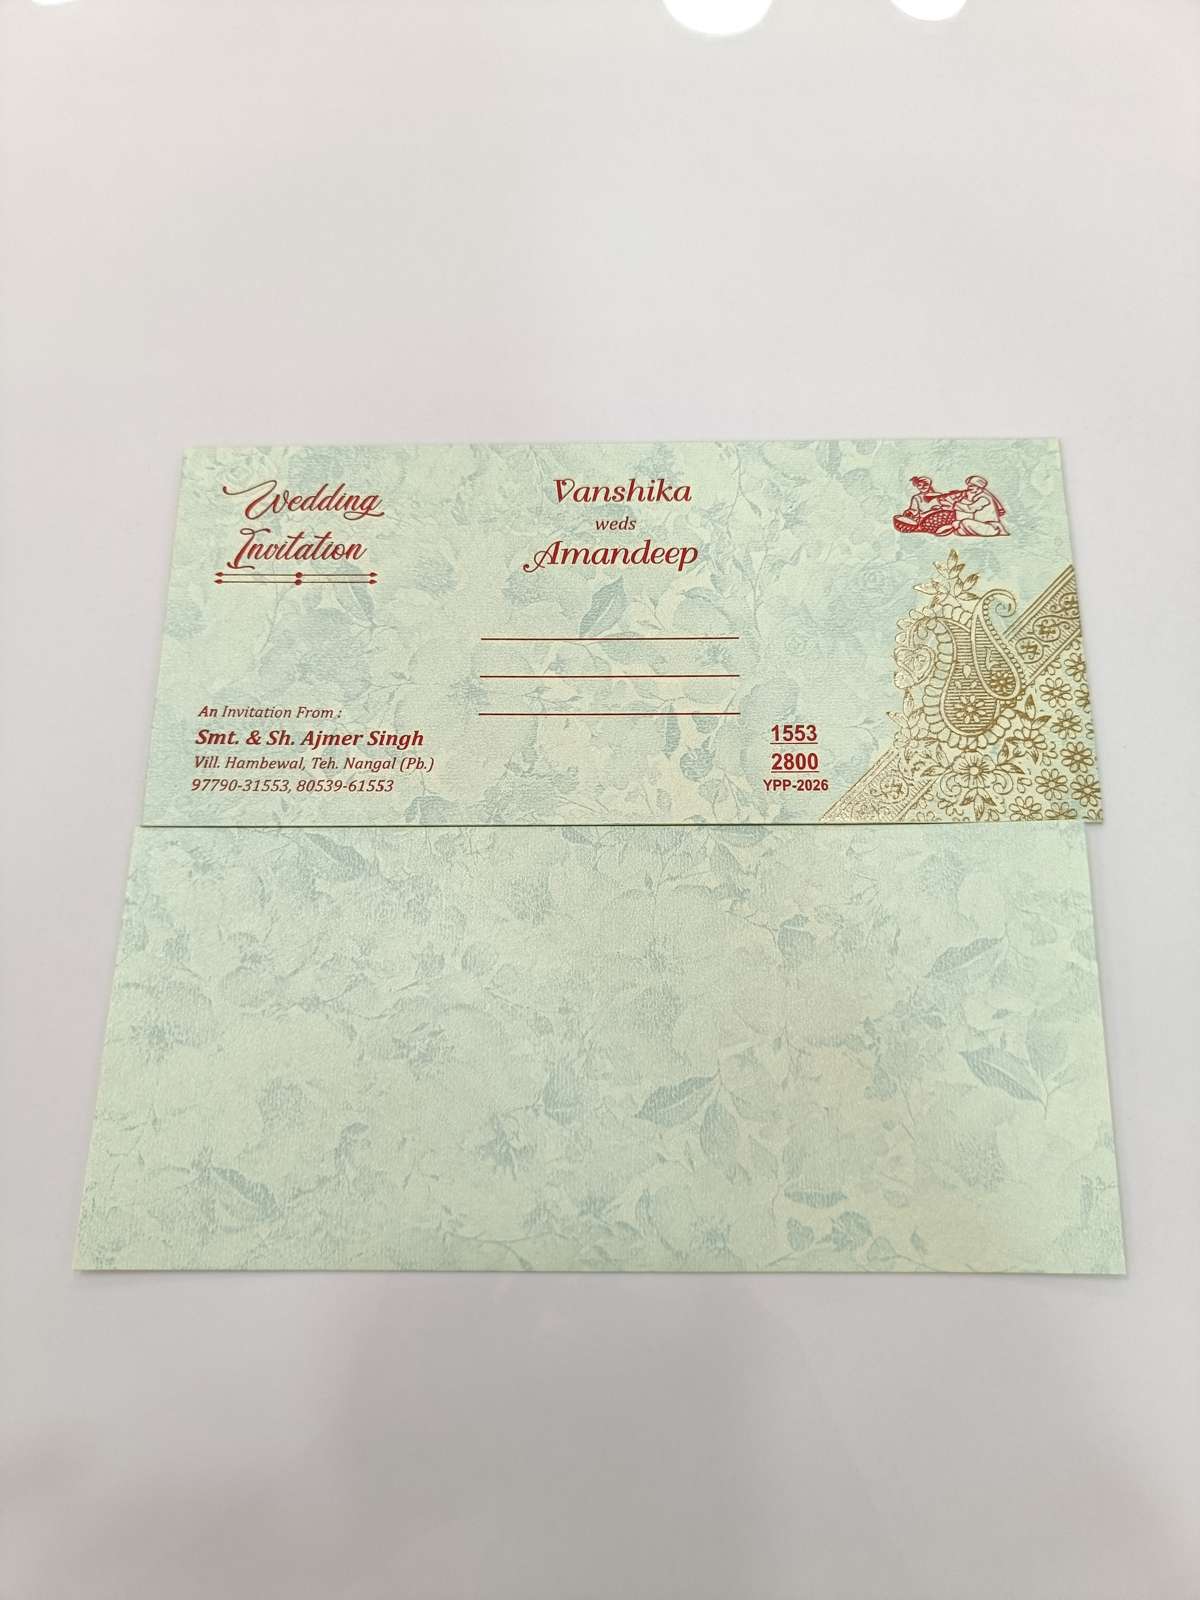 Wedding
Invitation
Vanshika
weds
Amandeep
An Invitation From :
Smt. & Sh. Ajmer Singh
Vill. Hambewal, Teh. Nangal (Pb.)
97790-31553, 80539-61553
1553
2800
YPP-2026